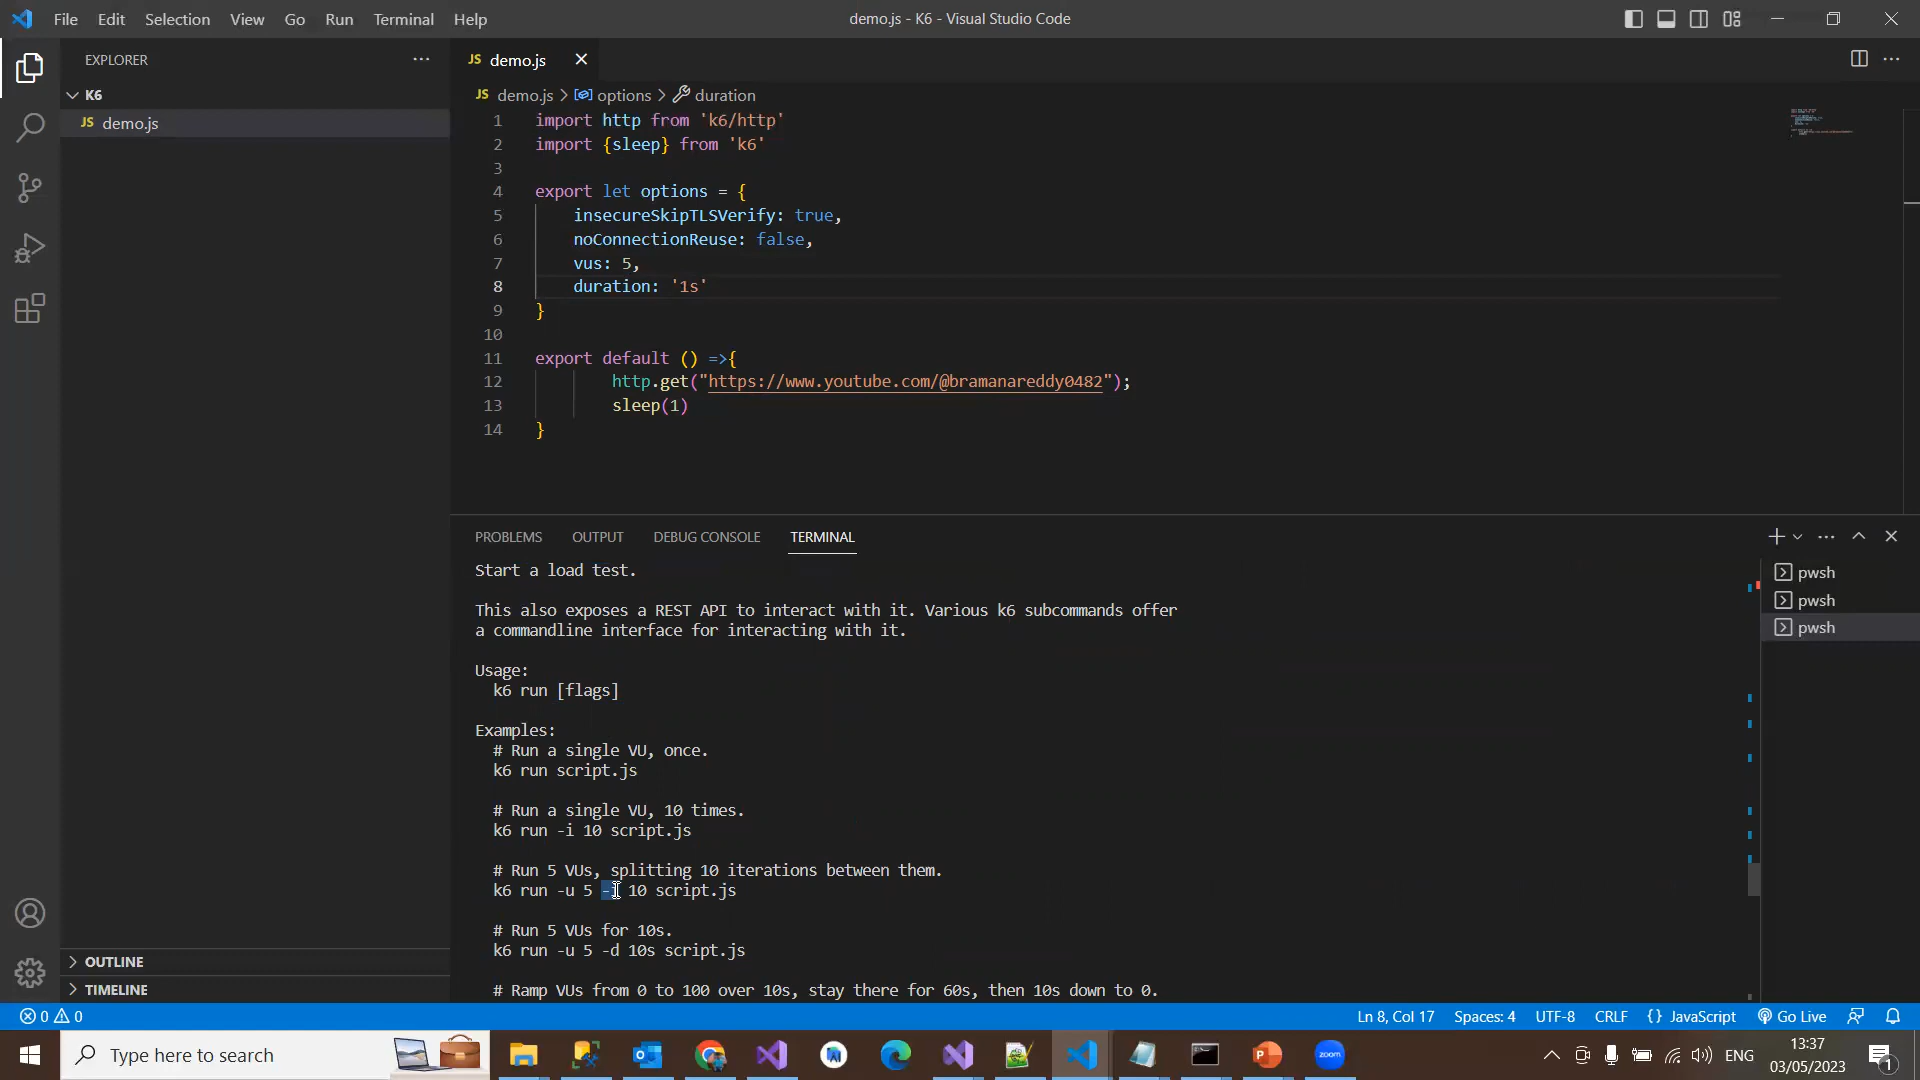 File Edit Selection View Go Run Terminal Help
demo.js - K6 - Visual Studio Code
EXPLORER
K6
JS demo.js
OUTLINE
TIMELINE
JS demo.js
JS demo.js > options > duration
1 import http from 'k6/http'
2 import {sleep} from 'k6'
3
4 export let options = {
5 insecureSkipTLSVerify: true,
6 noConnectionReuse: false,
7 vus: 5,
8 duration: '1s'
9 }
10
11 export default () =>{
12 http.get("https://www.youtube.com/@bramanareddy0482");
13 sleep(1)
14 }
PROBLEMS OUTPUT DEBUG CONSOLE TERMINAL
Start a load test.
This also exposes a REST API to interact with it. Various k6 subcommands offer
a commandline interface for interacting with it.
Usage:
k6 run [flags]
Examples:
# Run a single VU, once.
k6 run script.js
# Run a single VU, 10 times.
k6 run -i 10 script.js
# Run 5 VUs, splitting 10 iterations between them.
k6 run -u 5 -i 10 script.js
# Run 5 VUs for 10s.
k6 run -u 5 -d 10s script.js
# Ramp VUs from 0 to 100 over 10s, stay there for 60s, then 10s down to 0.
pwsh
pwsh
pwsh
0 0
Ln 8, Col 17 Spaces: 4 UTF-8 CRLF {} JavaScript Go Live
Type here to search
zoom
ENG
13:37
03/05/2023
1